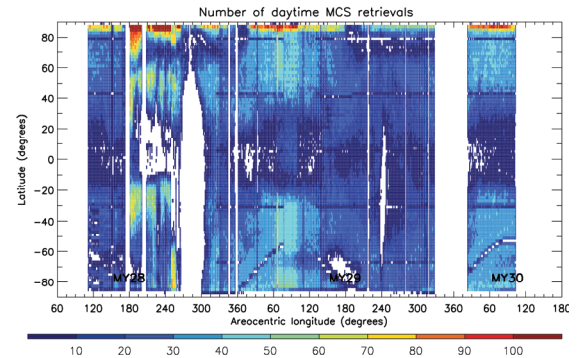 Number of daytime MCS retrievals
Latitude (degrees)
80
60
40
20
0
−20
−40
−60
−80
MY28 MY29 MY30
60 120 180 240 300 360 60 120 180 240 300 360 60 120 180
Areocentric longitude (degrees)
10 20 30 40 50 60 70 80 90 100